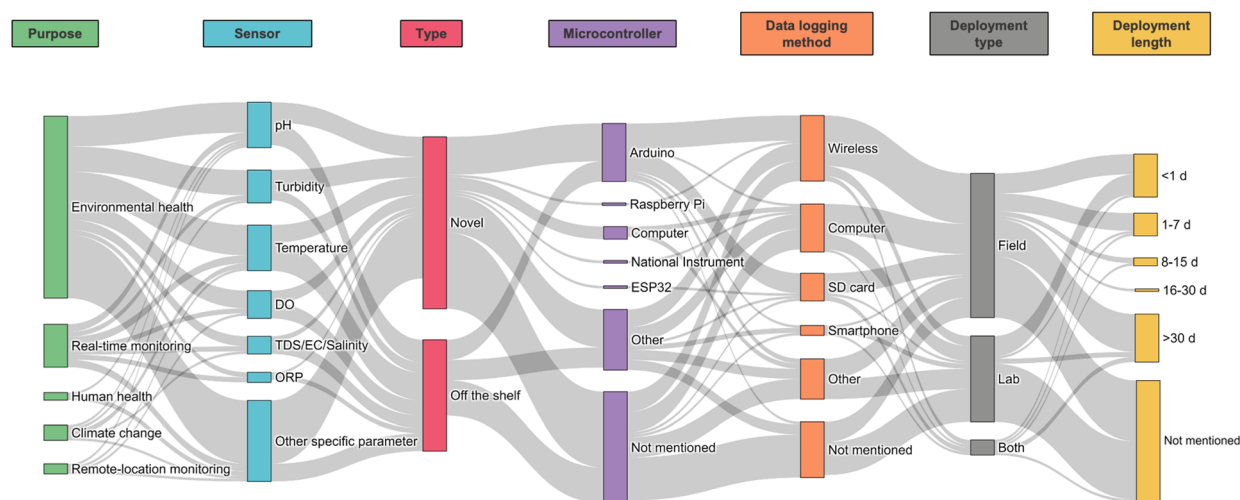 Purpose
Sensor
Type
Microcontroller
Data logging
method
Deployment
type
Deployment
length
Environmental health
Real-time monitoring
Human health
Climate change
Remote-location monitoring
pH
Turbidity
Temperature
DO
TDS/EC/Salinity
ORP
Other specific parameter
Novel
Off the shelf
Arduino
Raspberry Pi
Computer
National Instrument
ESP32
Other
Not mentioned
Wireless
Computer
SD card
Smartphone
Other
Not mentioned
Field
Lab
Both
<1 d
1-7 d
8-15 d
16-30 d
>30 d
Not mentioned